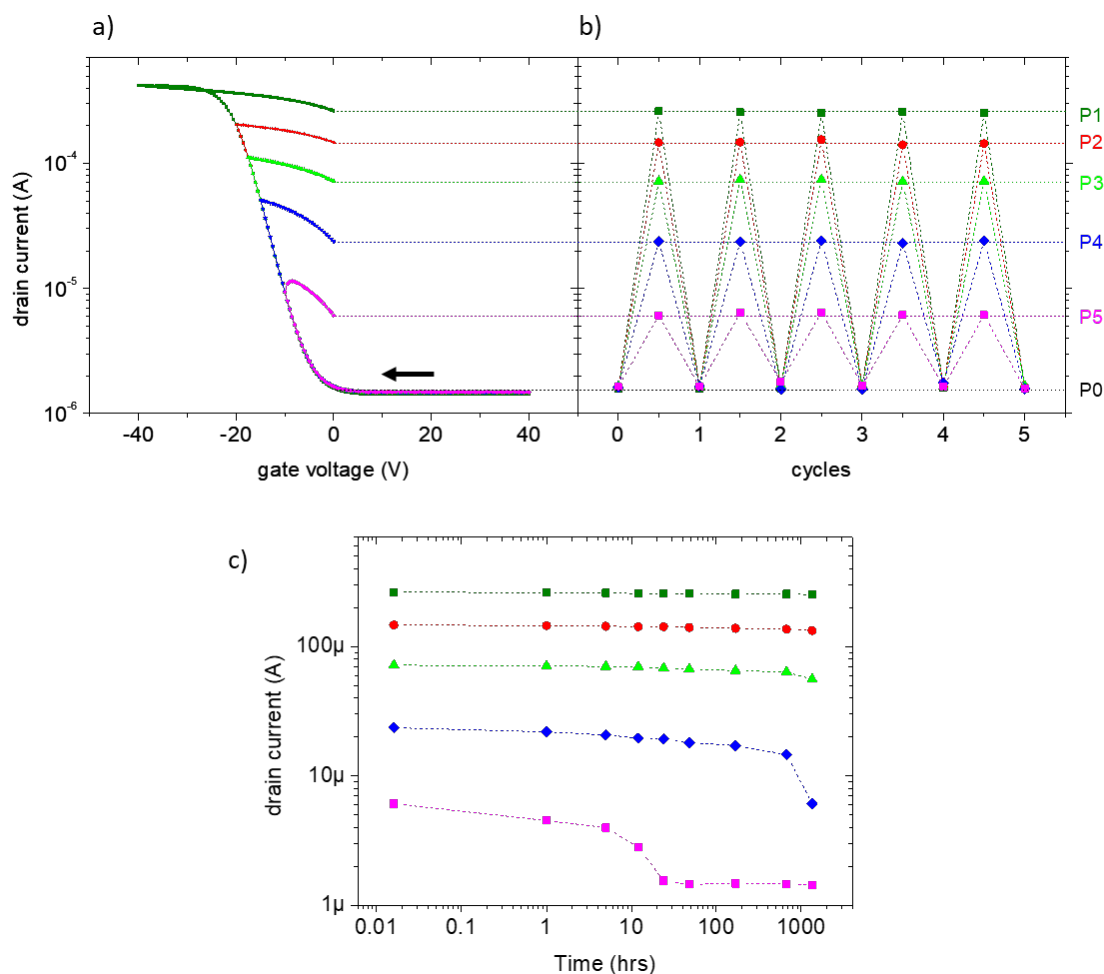 a)
b)
drain current (A)
10⁻⁴
10⁻⁵
10⁻⁶
P1
P2
P3
P4
P5
P0
-40 -20 0 20 40
0 1 2 3 4 5
gate voltage (V)
cycles
c)
drain current (A)
100µ
10µ
1µ
0.01 0.1 1 10 100 1000
Time (hrs)